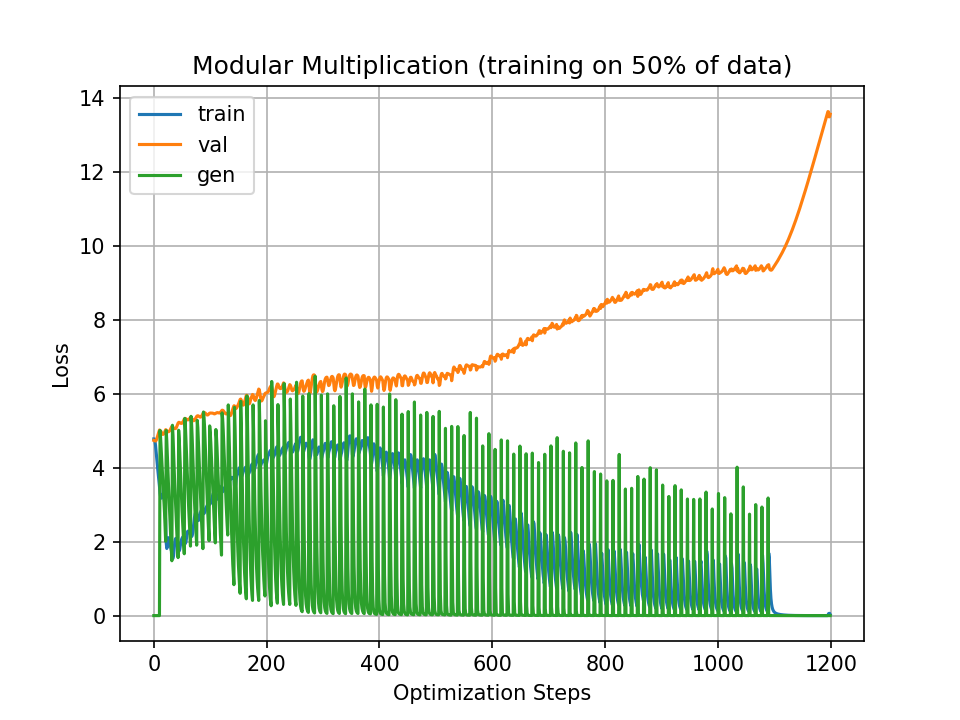 Modular Multiplication (training on 50% of data)
train
val
gen
14
12
10
8
6
4
2
0
Loss
0 200 400 600 800 1000 1200
Optimization Steps